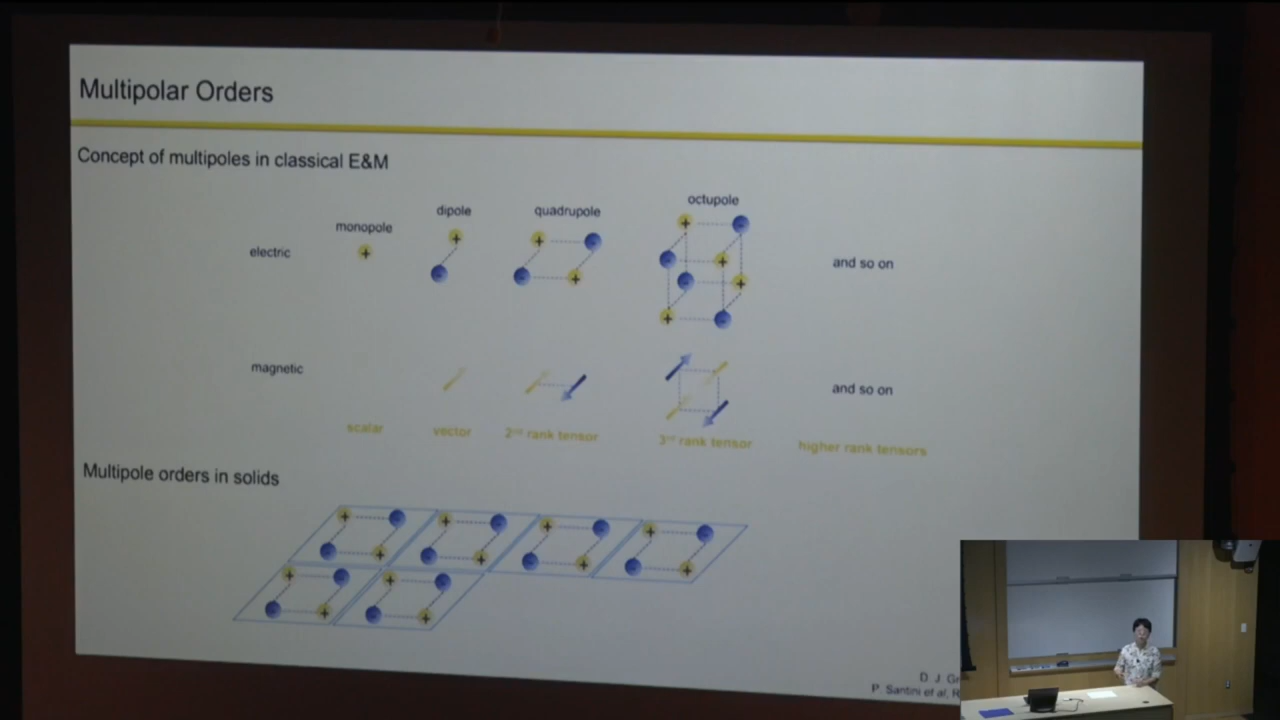 Multipolar Orders
Concept of multipoles in classical E&M
monopole
dipole
quadrupole
octupole
electric
and so on
magnetic
and so on
scalar
vector
2nd rank tensor
3rd rank tensor
higher rank tensors
Multipole orders in solids
D. J.
P. Santini et al,